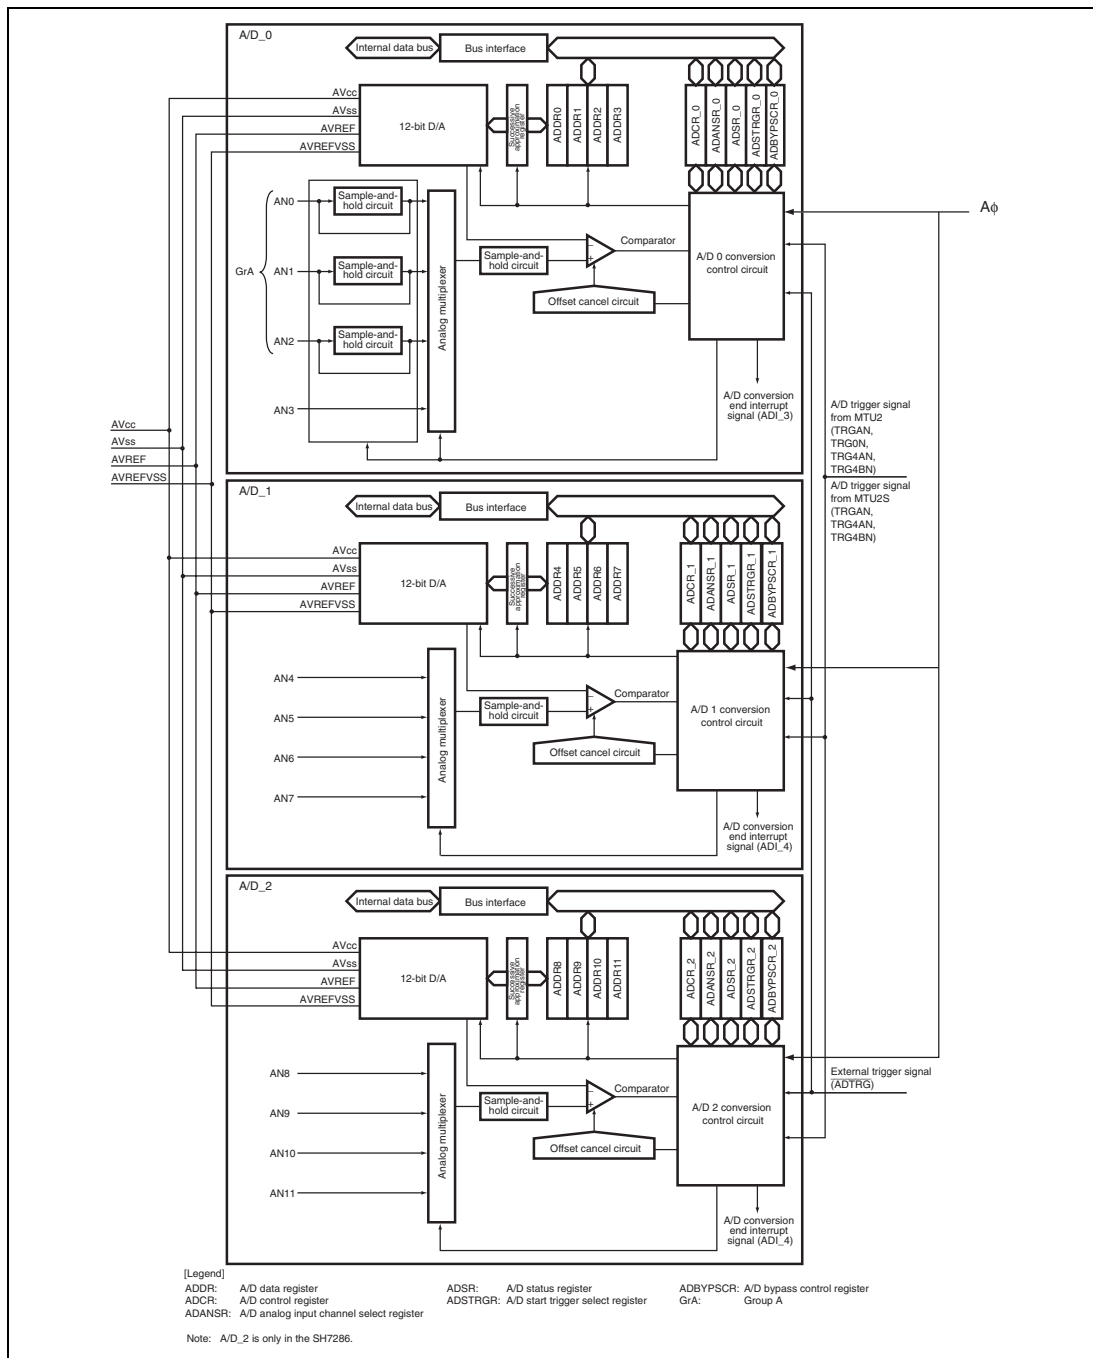 A/D_0
Internal data bus
Bus interface
AVcc
AVss
AVREF
AVREFVSS
12-bit D/A
Successive
approximation
register
ADDR0
ADDR1
ADDR2
ADDR3
ADCR_0
ADANSR_0
ADSR_0
ADSTRGR_0
ADBYPSCR_0
GrA
AN0
Sample-and-
hold circuit
AN1
Sample-and-
hold circuit
AN2
Sample-and-
hold circuit
AN3
Analog multiplexer
Sample-and-
hold circuit
−
+
Comparator
Offset cancel circuit
A/D 0 conversion
control circuit
Aϕ
A/D conversion
end interrupt
signal (ADI_3)
A/D trigger signal
from MTU2
(TRGAN,
TRG0N,
TRG4AN,
TRG4BN)
A/D trigger signal
from MTU2S
(TRGAN,
TRG4AN,
TRG4BN)
AVcc
AVss
AVREF
AVREFVSS
A/D_1
Internal data bus
Bus interface
AVcc
AVss
AVREF
AVREFVSS
12-bit D/A
Successive
approximation
register
ADDR4
ADDR5
ADDR6
ADDR7
ADCR_1
ADANSR_1
ADSR_1
ADSTRGR_1
ADBYPSCR_1
AN4
AN5
AN6
AN7
Analog multiplexer
Sample-and-
hold circuit
−
+
Comparator
Offset cancel circuit
A/D 1 conversion
control circuit
A/D conversion
end interrupt
signal (ADI_4)
A/D_2
Internal data bus
Bus interface
AVcc
AVss
AVREF
AVREFVSS
12-bit D/A
Successive
approximation
register
ADDR8
ADDR9
ADDR10
ADDR11
ADCR_2
ADANSR_2
ADSR_2
ADSTRGR_2
ADBYPSCR_2
AN8
AN9
AN10
AN11
Analog multiplexer
Sample-and-
hold circuit
−
+
Comparator
Offset cancel circuit
A/D 2 conversion
control circuit
External trigger signal
(ADTRG)
A/D conversion
end interrupt
signal (ADI_4)
[Legend]
ADDR: A/D data register
ADCR: A/D control register
ADANSR: A/D analog input channel select register
ADSR: A/D status register
ADSTRGR: A/D start trigger select register
ADBYPSCR: A/D bypass control register
GrA: Group A
Note: A/D_2 is only in the SH7286.